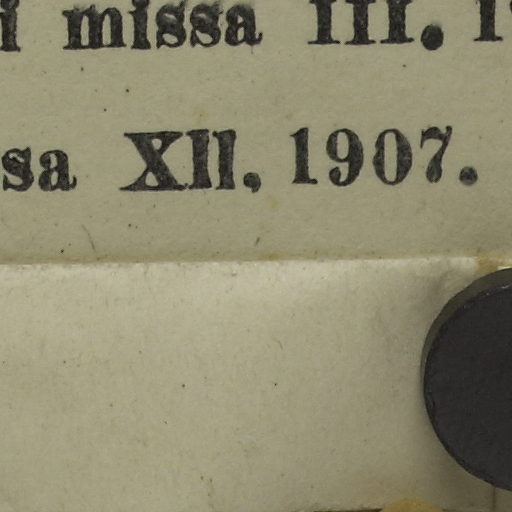 i missa III. 1
sa XII, 1907.